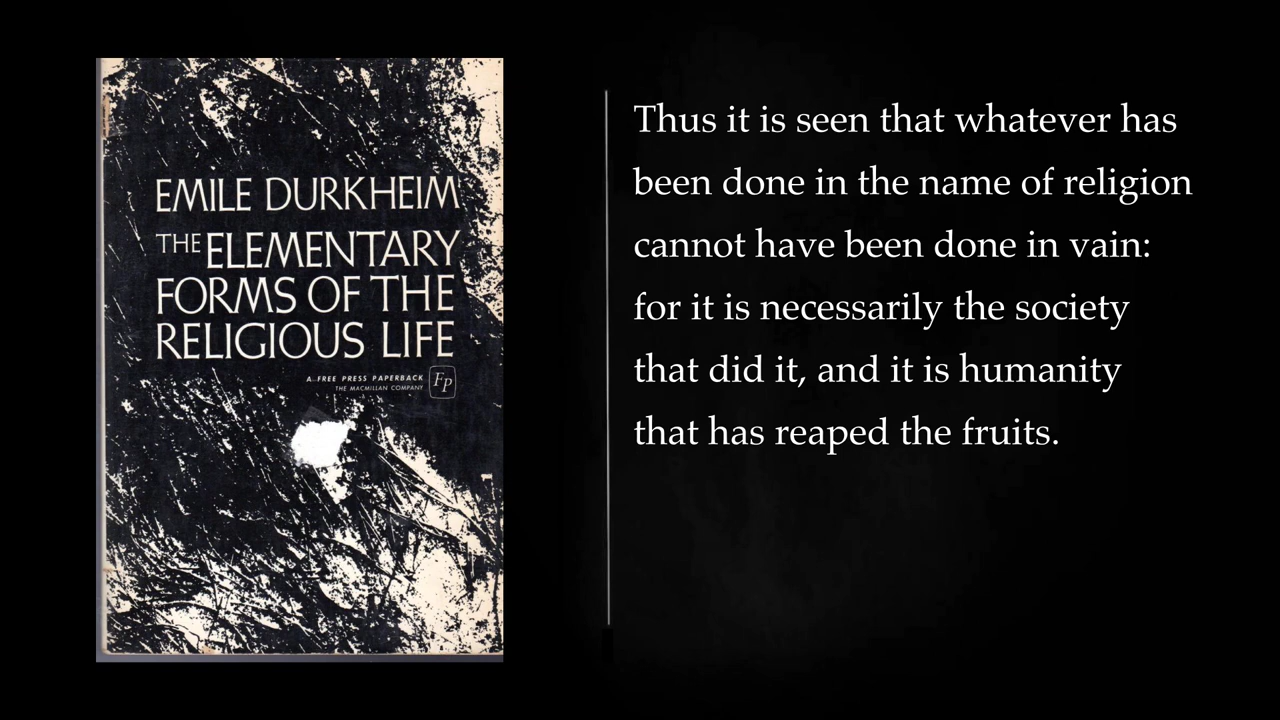 EMILE DURKHEIM
THE ELEMENTARY
FORMS OF THE
RELIGIOUS LIFE
A FREE PRESS PAPERBACK
THE MACMILLAN COMPANY
FP
Thus it is seen that whatever has
been done in the name of religion
cannot have been done in vain:
for it is necessarily the society
that did it, and it is humanity
that has reaped the fruits.